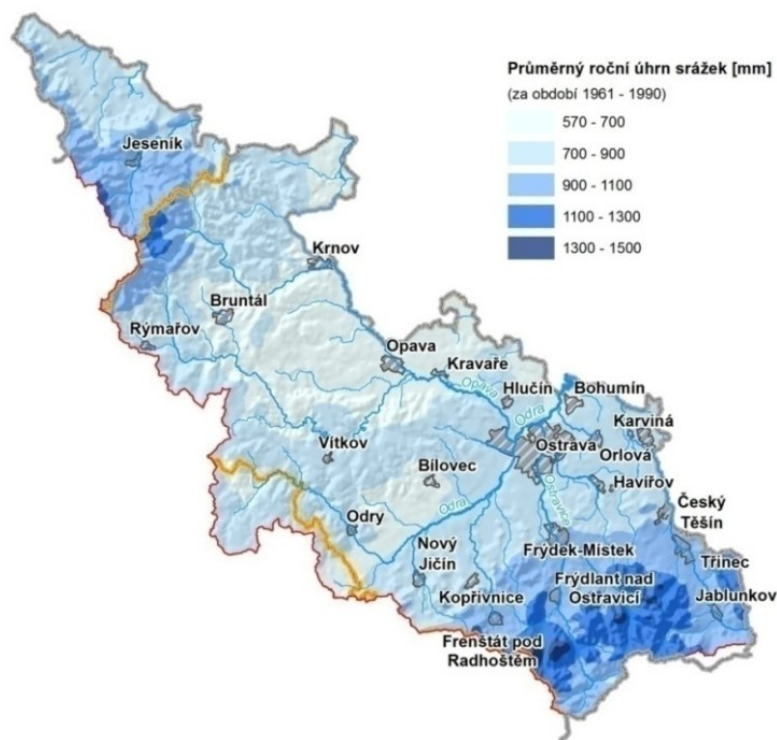 Průměrný roční úhrn srážek [mm]
(za období 1961 - 1990)
570 - 700
700 - 900
900 - 1100
1100 - 1300
1300 - 1500
Jeseník
Krnov
Bruntál
Rýmařov
Opava
Kravaře
Opava
Hlučín
Bohumín
Odra
Karviná
Ostrava
Orlová
Vítkov
Bílovec
Havířov
Odra
Ostravice
Český
Těšín
Odry
Nový
Jičín
Frýdek-Místek
Třinec
Kopřivnice
Frýdlant nad
Ostravicí
Jablunkov
Frenštát pod
Radhoštěm